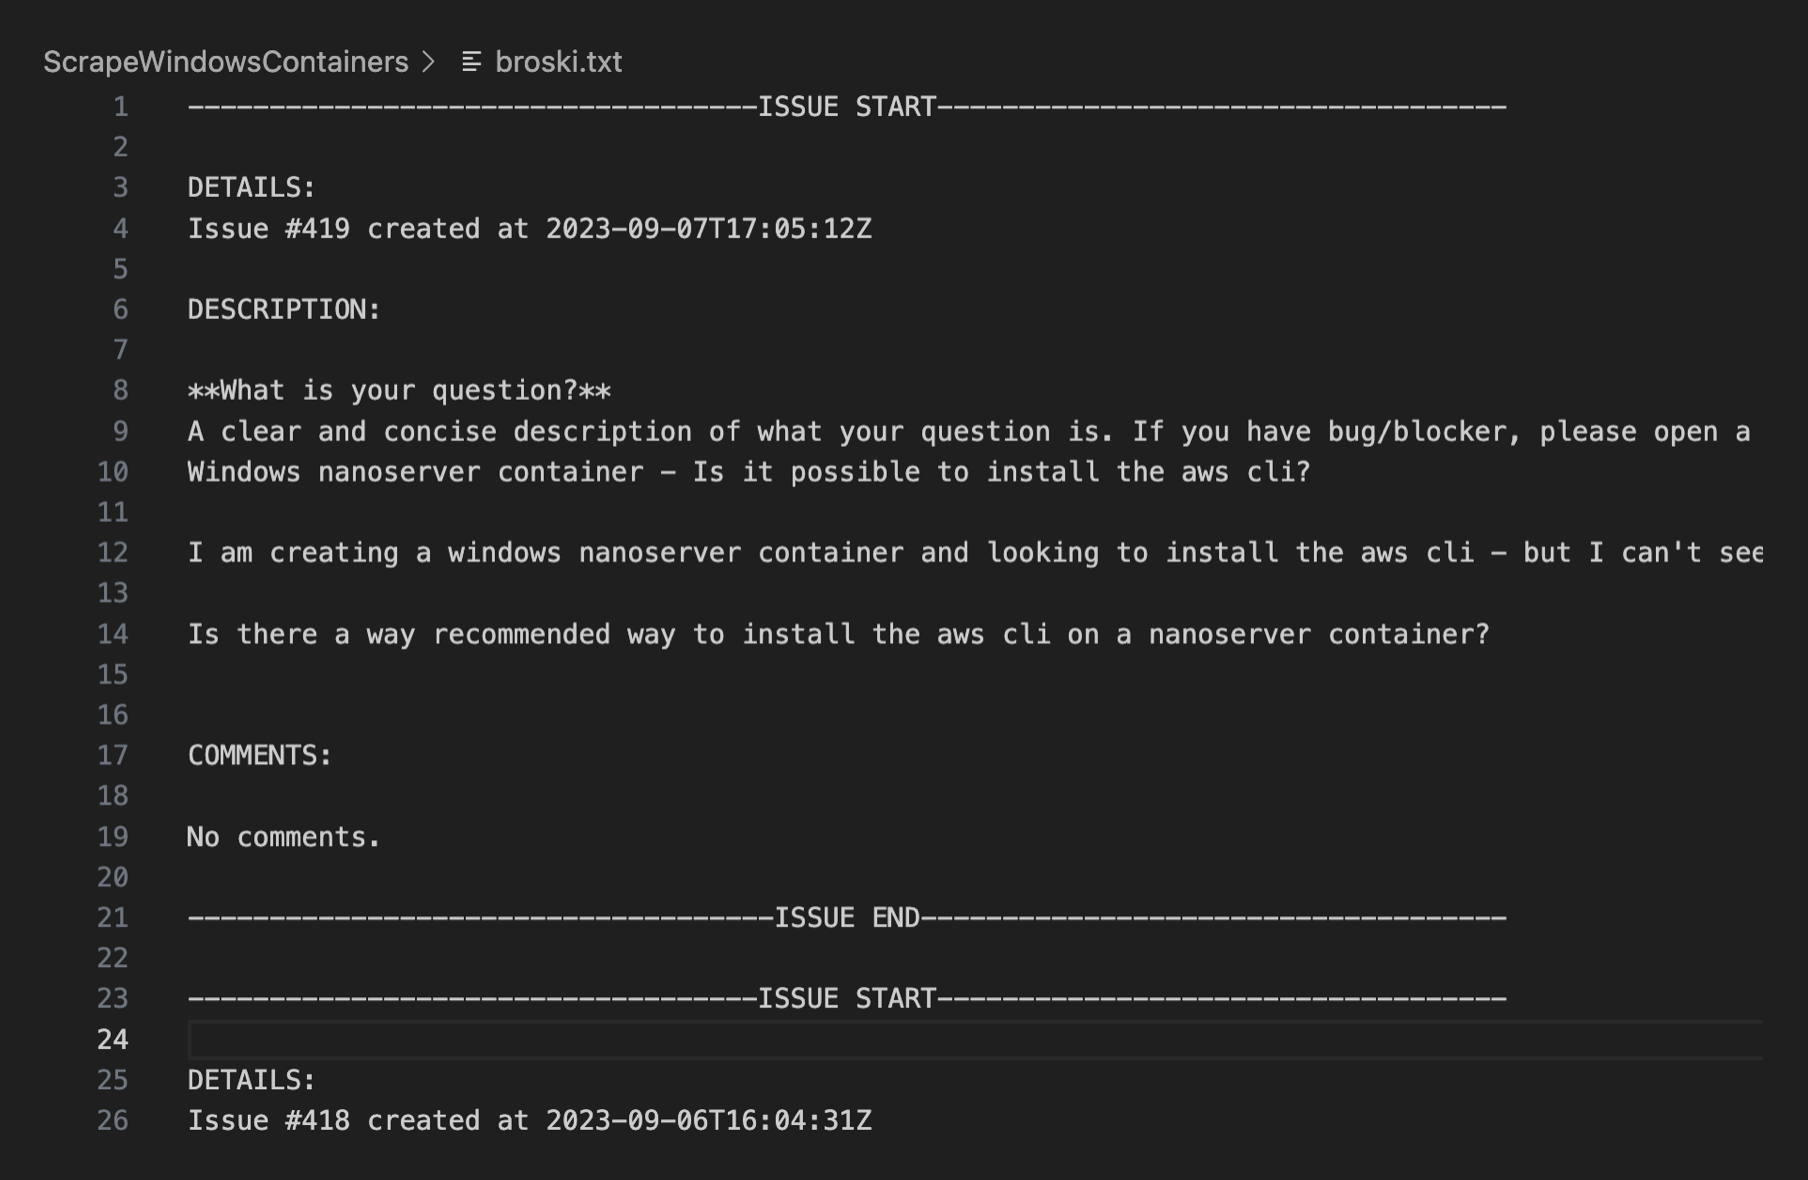 ScrapeWindowsContainers > broski.txt
1 -----------------------------------ISSUE START-----------------------------------
2
3 DETAILS:
4 Issue #419 created at 2023-09-07T17:05:12Z
5
6 DESCRIPTION:
7
8 **What is your question?**
9 A clear and concise description of what your question is. If you have bug/blocker, please open a
10 Windows nanoserver container - Is it possible to install the aws cli?
11
12 I am creating a windows nanoserver container and looking to install the aws cli - but I can't see
13
14 Is there a way recommended way to install the aws cli on a nanoserver container?
15
16
17 COMMENTS:
18
19 No comments.
20
21 ------------------------------------ISSUE END------------------------------------
22
23 -----------------------------------ISSUE START-----------------------------------
24
25 DETAILS:
26 Issue #418 created at 2023-09-06T16:04:31Z